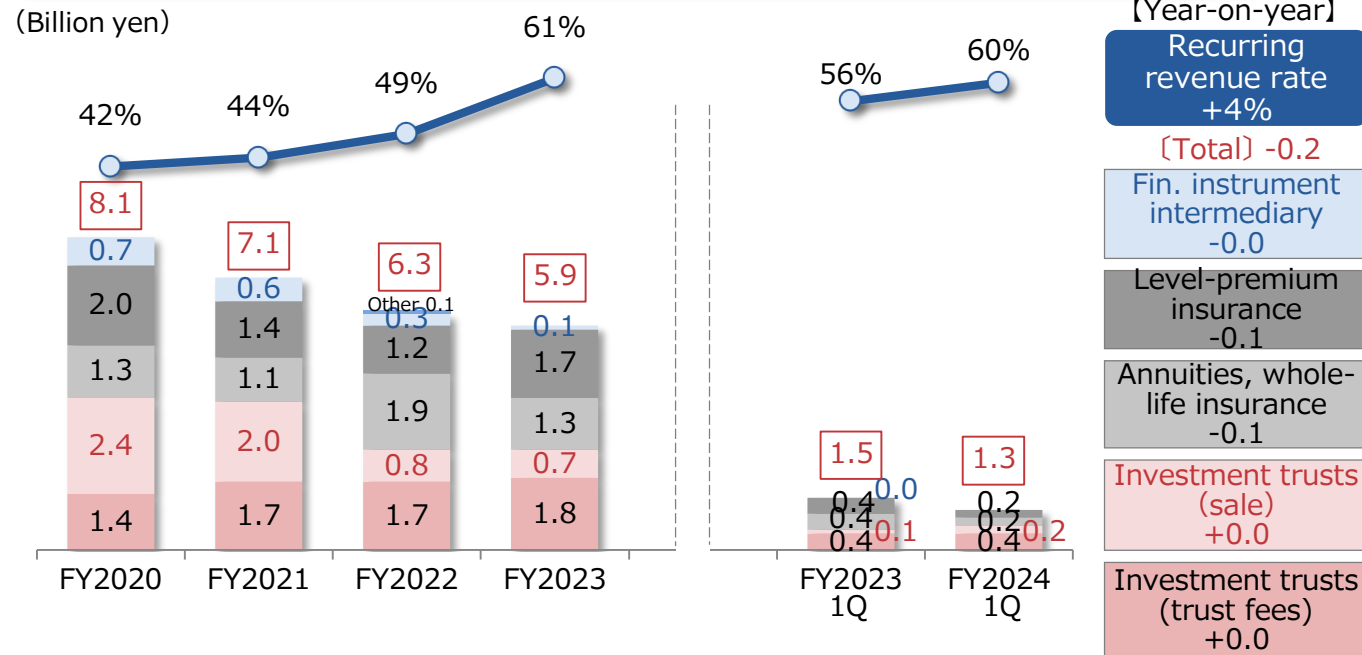 (Billion yen)
42%
44%
49%
61%
56%
60%
8.1
0.7
2.0
1.3
2.4
1.4
7.1
0.6
1.4
1.1
2.0
1.7
6.3
Other 0.1
0.3
1.2
1.9
0.8
1.7
5.9
0.1
1.7
1.3
0.7
1.8
1.5
0.0
0.4
0.4
0.1
0.4
1.3
0.2
0.2
0.2
0.4
FY2020
FY2021
FY2022
FY2023
FY2023
1Q
FY2024
1Q
【Year-on-year】
Recurring
revenue rate
+4%
〔Total〕 -0.2
Fin. instrument
intermediary
-0.0
Level-premium
insurance
-0.1
Annuities, whole-
life insurance
-0.1
Investment trusts
(sale)
+0.0
Investment trusts
(trust fees)
+0.0